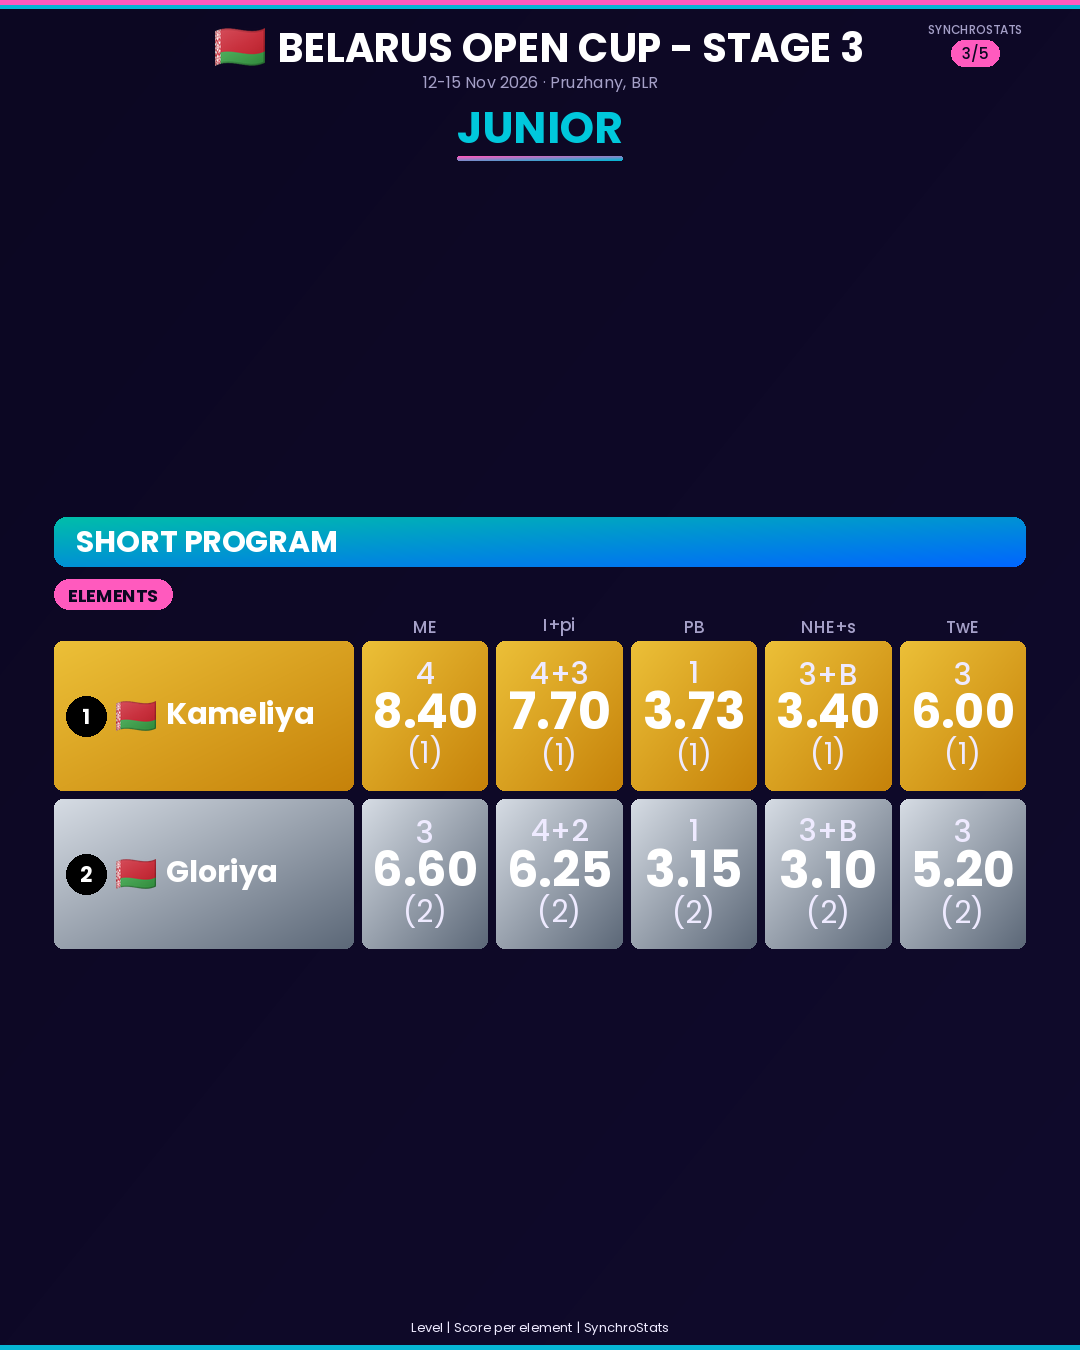 BELARUS OPEN CUP - STAGE 3
SYNCHROSTATS
3/5
12-15 Nov 2026 · Pruzhany, BLR
JUNIOR
SHORT PROGRAM
ELEMENTS
ME I+pi PB NHE+s TwE
4 4+3 1 3+B 3
1 Kameliya 8.40 7.70 3.73 3.40 6.00
(1) (1) (1) (1) (1)
3 4+2 1 3+B 3
2 Gloriya 6.60 6.25 3.15 3.10 5.20
(2) (2) (2) (2) (2)
Level | Score per element | SynchroStats